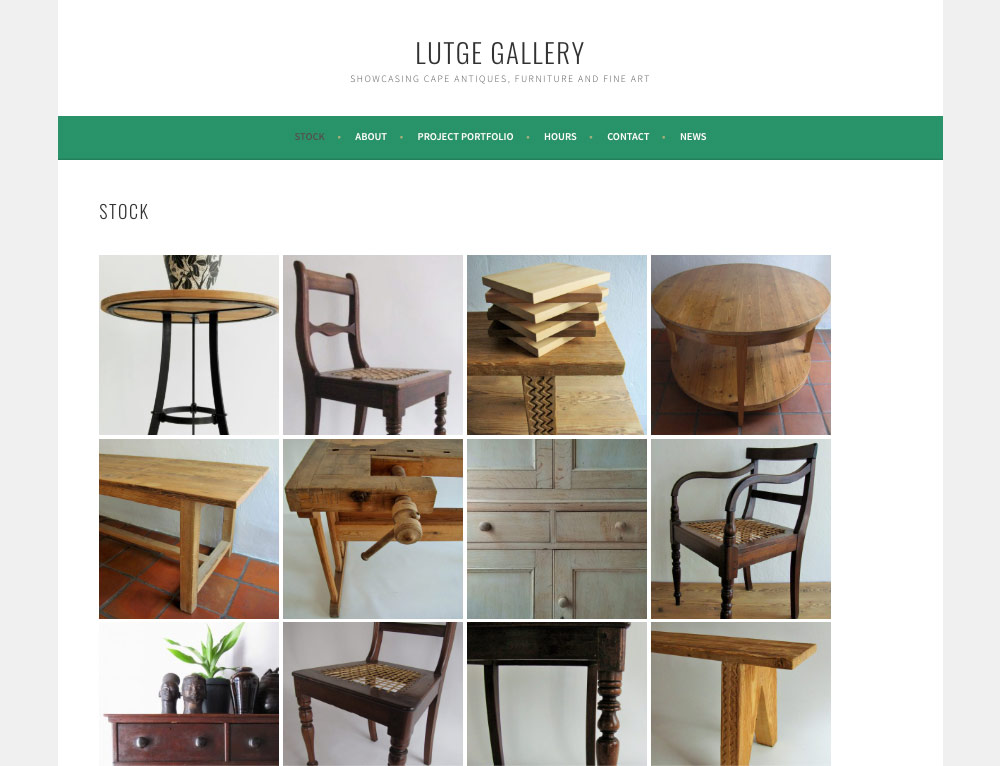 LUTGE GALLERY
SHOWCASING CAPE ANTIQUES, FURNITURE AND FINE ART
STOCK • ABOUT • PROJECT PORTFOLIO • HOURS • CONTACT • NEWS
STOCK